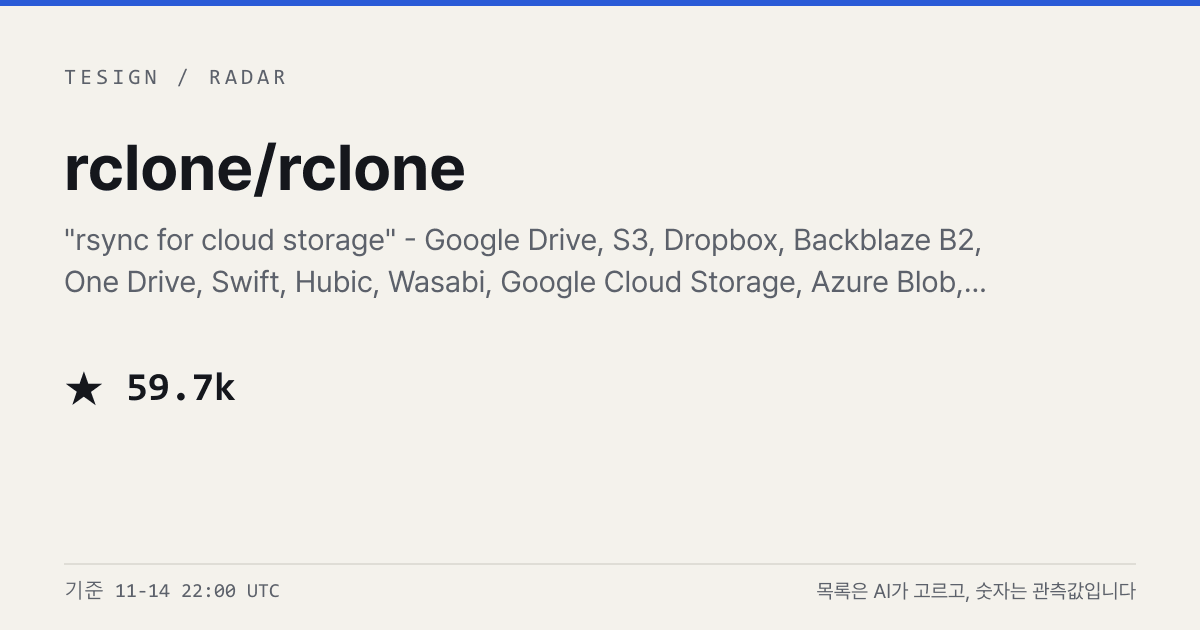 TESIGN / RADAR
rclone/rclone
"rsync for cloud storage" - Google Drive, S3, Dropbox, Backblaze B2,
One Drive, Swift, Hubic, Wasabi, Google Cloud Storage, Azure Blob,...
★ 59.7k
기준 11-14 22:00 UTC
목록은 AI가 고르고, 숫자는 관측값입니다